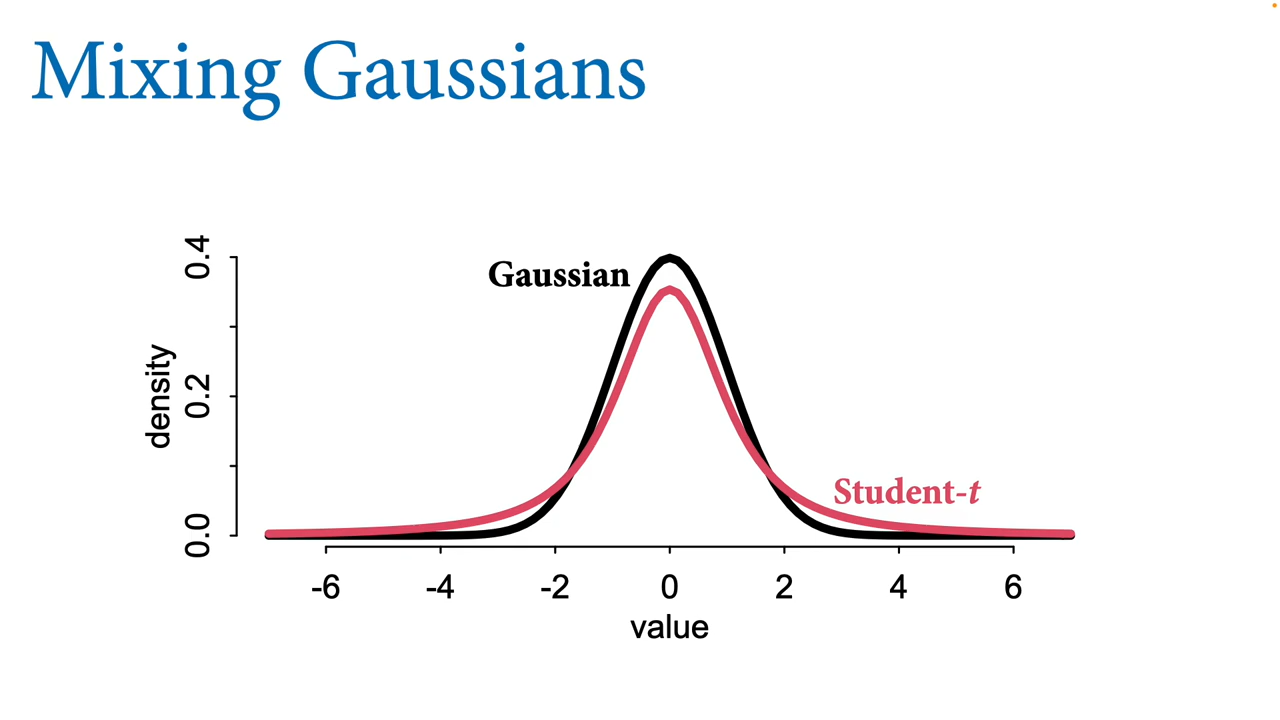 Mixing Gaussians
0.4
Gaussian
density
0.2
Student-t
0.0
-6 -4 -2 0 2 4 6
value